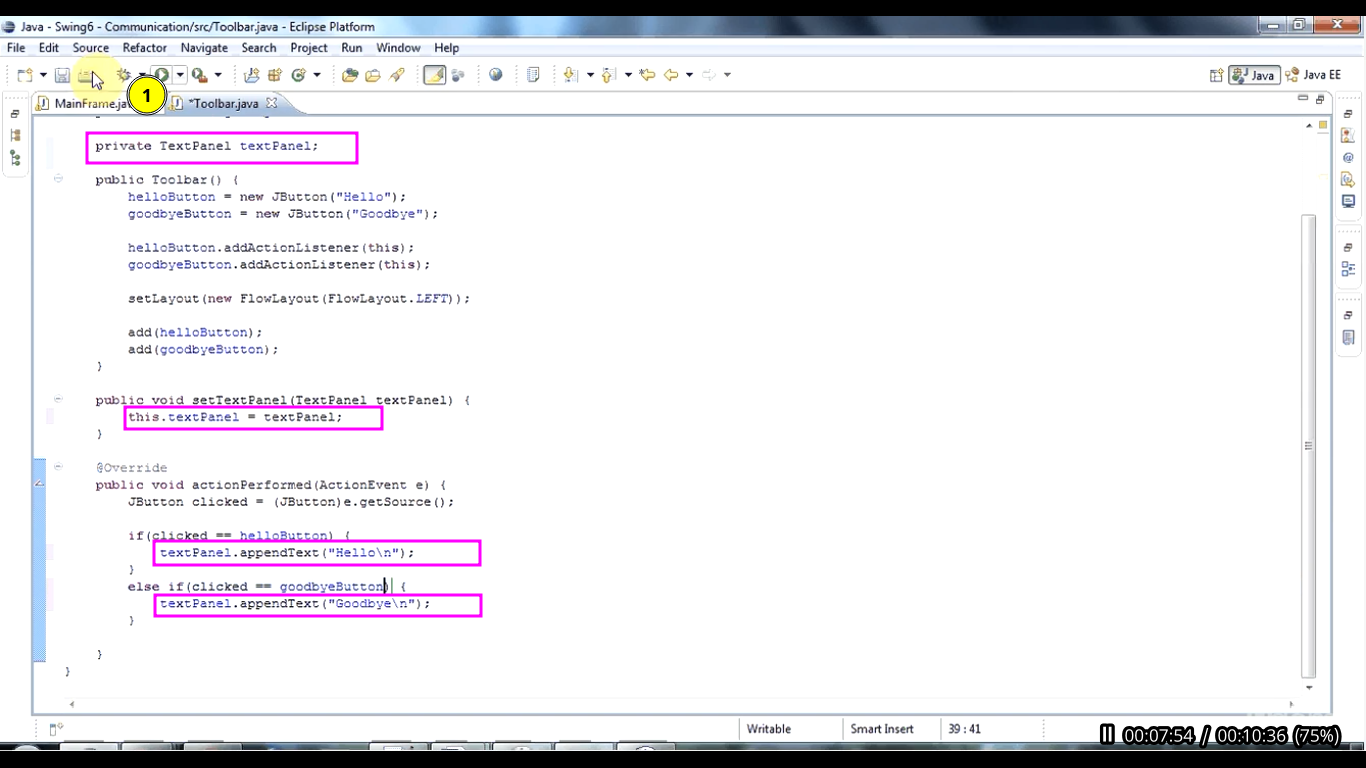 Java - Swing6 - Communication/src/Toolbar.java - Eclipse Platform
File Edit Source Refactor Navigate Search Project Run Window Help
Java Java EE
MainFrame.ja 1 *Toolbar.java
private TextPanel textPanel;
public Toolbar() {
helloButton = new JButton("Hello");
goodbyeButton = new JButton("Goodbye");
helloButton.addActionListener(this);
goodbyeButton.addActionListener(this);
setLayout(new FlowLayout(FlowLayout.LEFT));
add(helloButton);
add(goodbyeButton);
}
public void setTextPanel(TextPanel textPanel) {
this.textPanel = textPanel;
}
@Override
public void actionPerformed(ActionEvent e) {
JButton clicked = (JButton)e.getSource();
if(clicked == helloButton) {
textPanel.appendText("Hello\n");
}
else if(clicked == goodbyeButton) {
textPanel.appendText("Goodbye\n");
}
}
}
Writable Smart Insert 39 : 41
00:07:54 / 00:10:36 (75%)